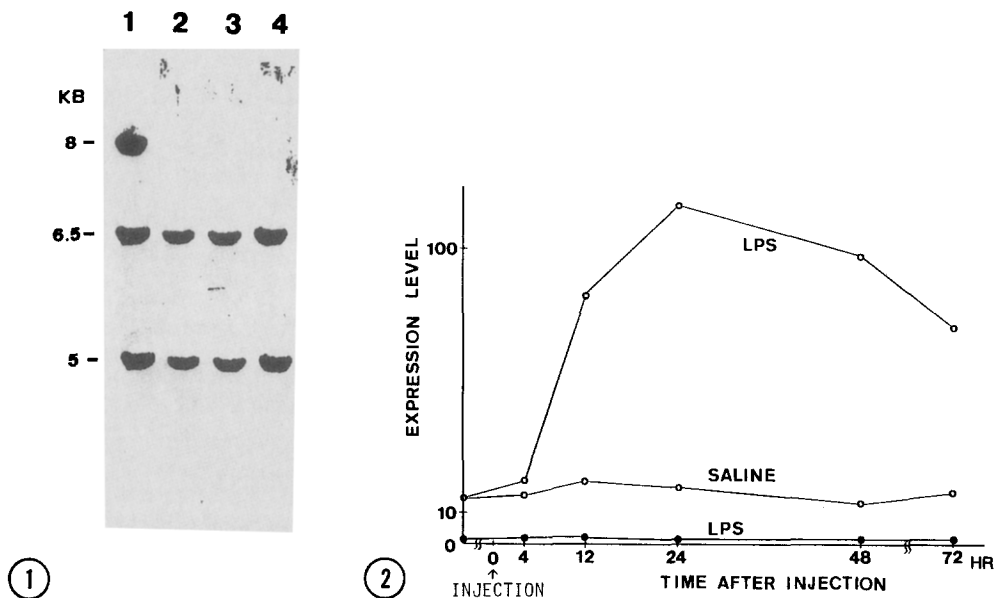 1 2 3 4
KB
8
6.5
5
1
EXPRESSION LEVEL
100
10
0
LPS
SALINE
LPS
0 4 12 24 48 72 HR
INJECTION
TIME AFTER INJECTION
2